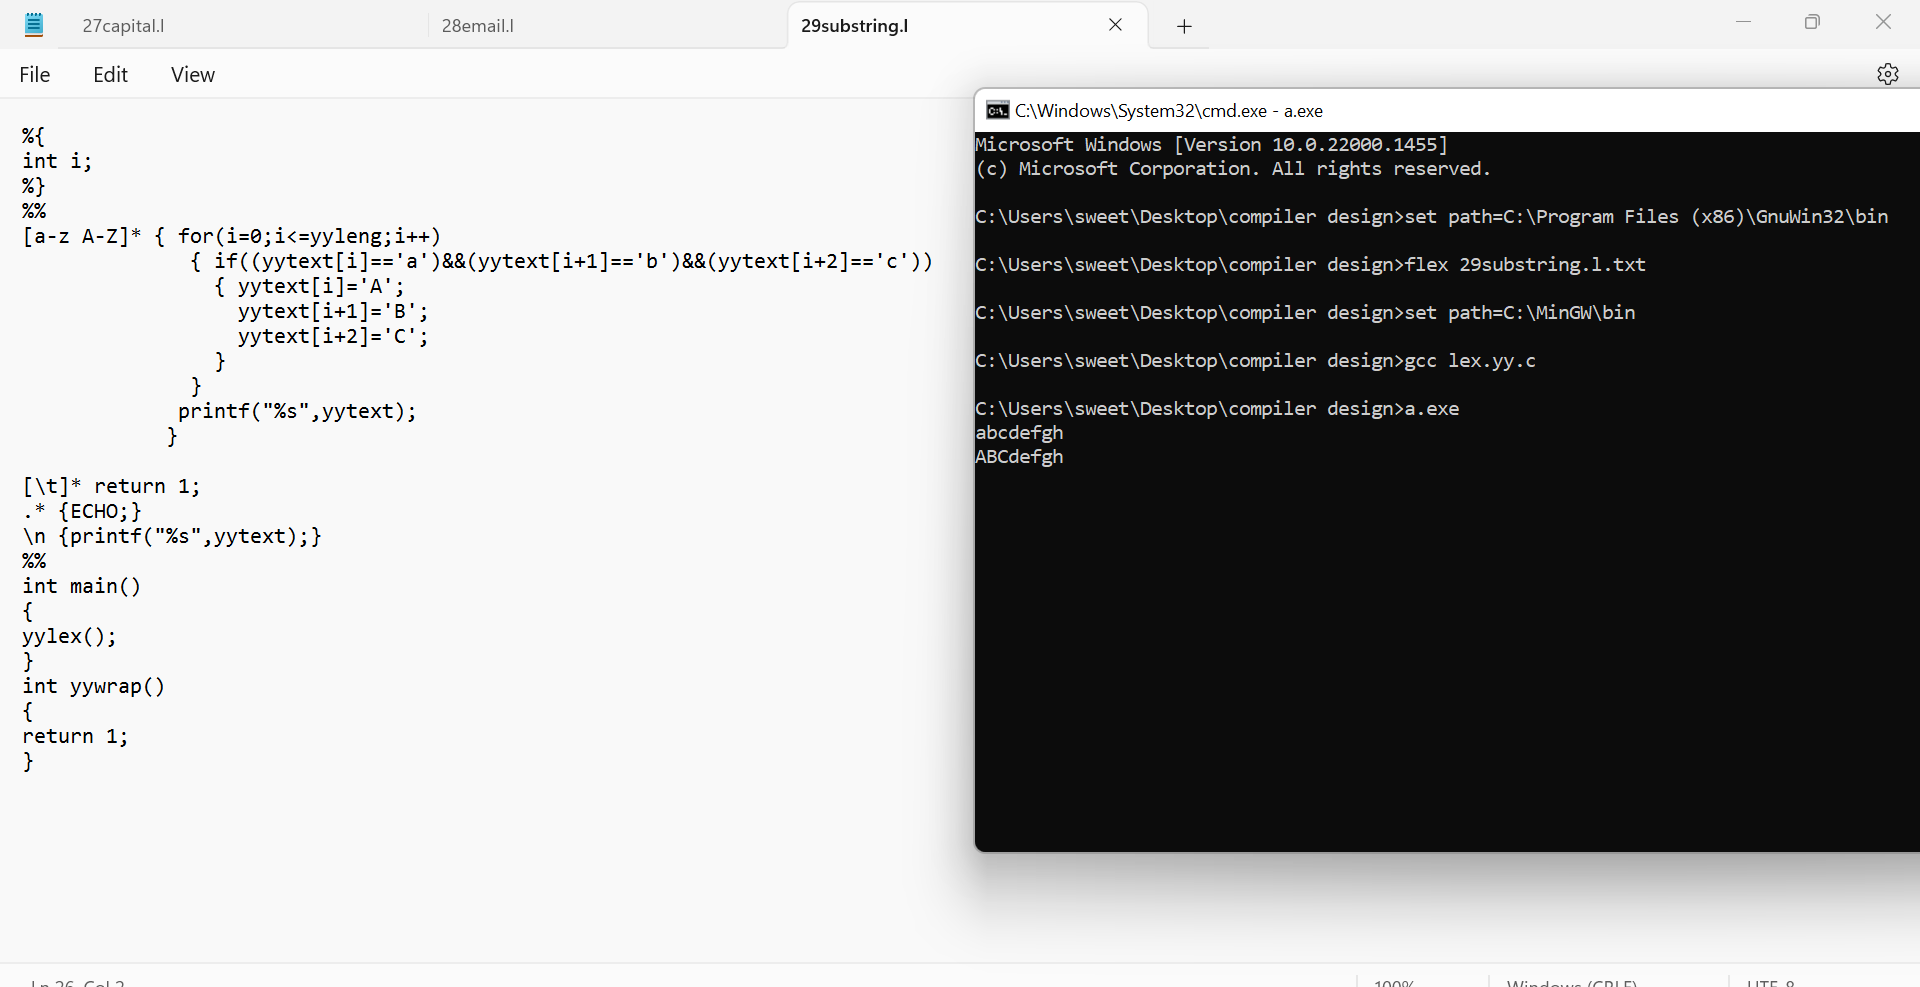 27capital.l
28email.l
29substring.l
File
Edit
View
%{
int i;
%}
%%
[a-z A-Z]* { for(i=0;i<=yyleng;i++)
{ if((yytext[i]=='a')&&(yytext[i+1]=='b')&&(yytext[i+2]=='c'))
{ yytext[i]='A';
yytext[i+1]='B';
yytext[i+2]='C';
}
}
printf("%s",yytext);
}
[\t]* return 1;
.* {ECHO;}
\n {printf("%s",yytext);}
%%
int main()
{
yylex();
}
int yywrap()
{
return 1;
}
C:\Windows\System32\cmd.exe - a.exe
Microsoft Windows [Version 10.0.22000.1455]
(c) Microsoft Corporation. All rights reserved.
C:\Users\sweet\Desktop\compiler design>set path=C:\Program Files (x86)\GnuWin32\bin
C:\Users\sweet\Desktop\compiler design>flex 29substring.l.txt
C:\Users\sweet\Desktop\compiler design>set path=C:\MinGW\bin
C:\Users\sweet\Desktop\compiler design>gcc lex.yy.c
C:\Users\sweet\Desktop\compiler design>a.exe
abcdefgh
ABCdefgh
100%
Windows (CRLF)
UTF-8